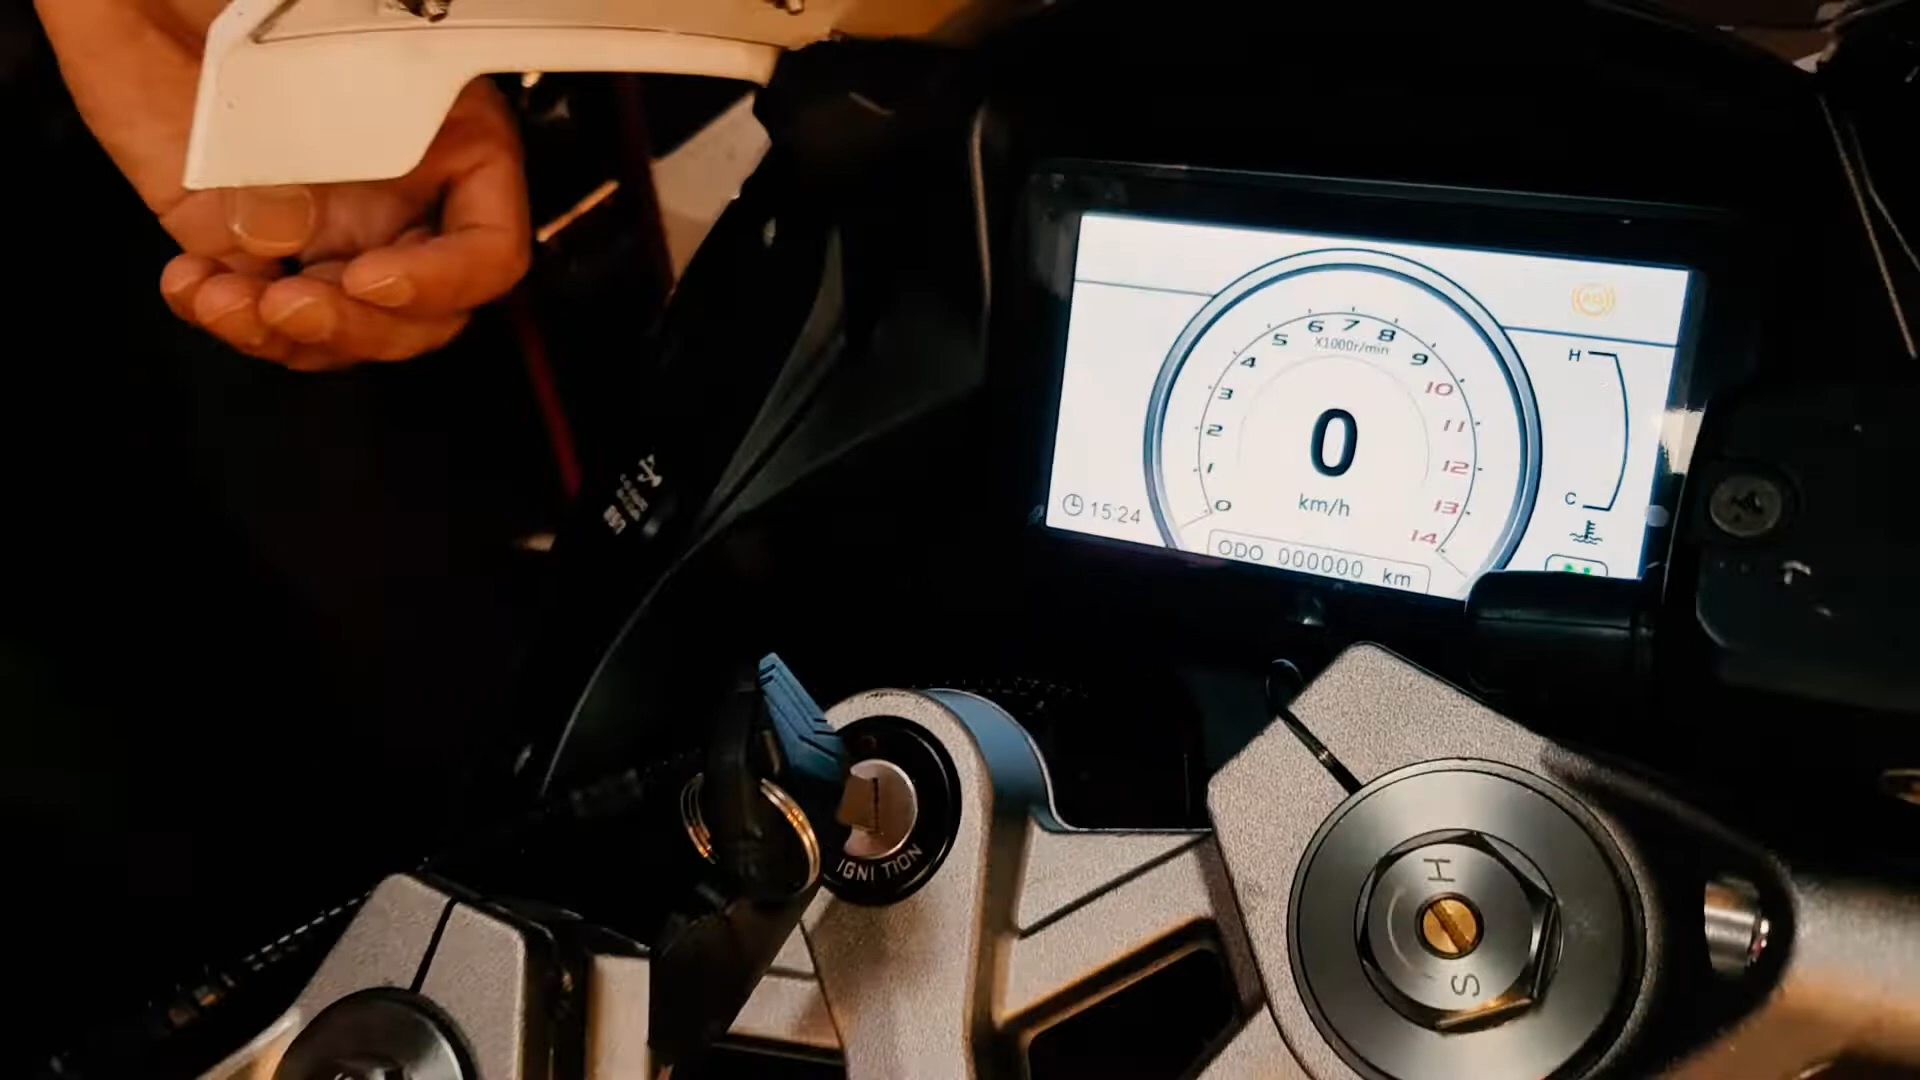 6 7 8
5 X1000r/min 9
4 10
H
3 11
2 0 12
1 km/h 13
0 14
C
15:24
ODO 000000 km
IGNITION
H
S